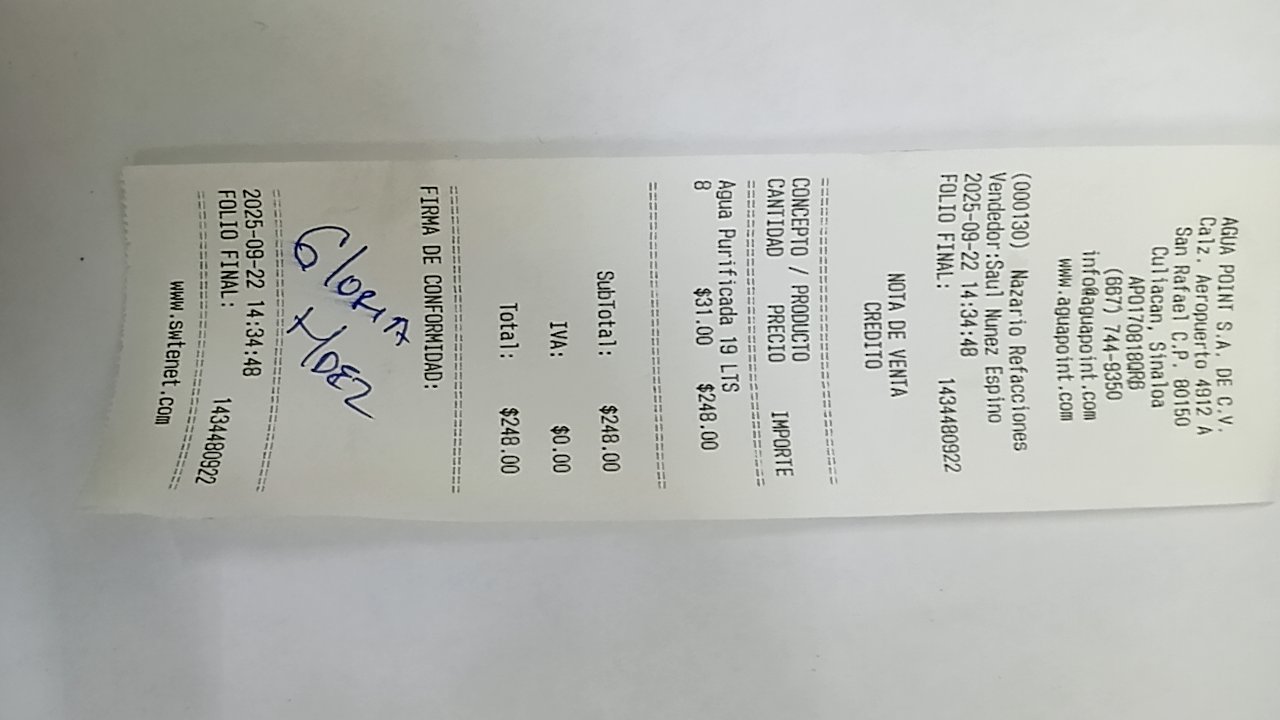 AGUA POINT S.A. DE C.V.
Calz. Aeropuerto 4912 A
San Rafael C.P. 80150
Culiacan, Sinaloa
APO170818QR6
(667) 744-9350
info@aguapoint.com
www.aguapoint.com
NOTA DE VENTA
CREDITO
(000130) Nazario Refacciones
Vendedor:Saul Nunez Espino
2025-09-22 14:34:48
FOLIO FINAL: 1434480922
CONCEPTO / PRODUCTO
CANTIDAD PRECIO IMPORTE
Agua Purificada 19 LTS
8 $31.00 $248.00
SubTotal: $248.00
IVA: $0.00
Total: $248.00
FIRMA DE CONFORMIDAD:
GloRIA
HDEZ
2025-09-22 14:34:48
FOLIO FINAL: 1434480922
www.swtenet.com